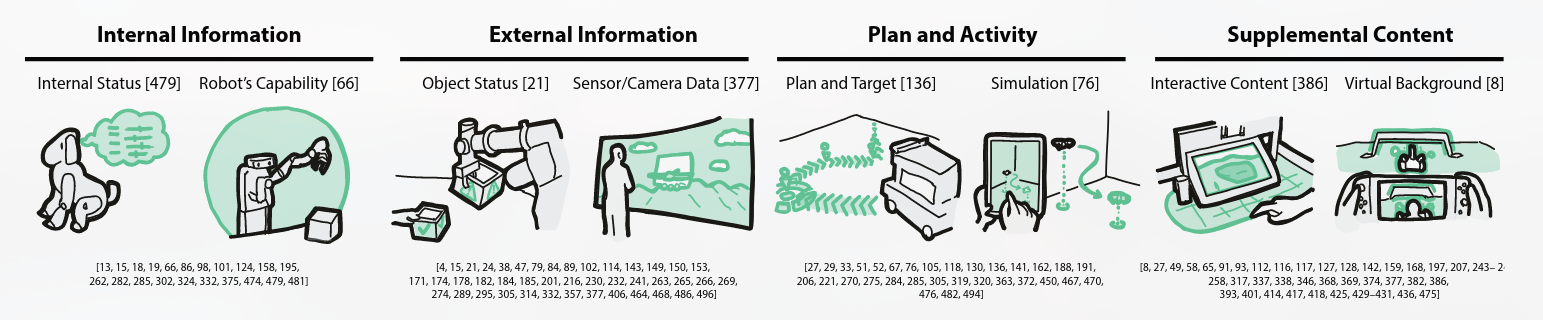 Internal Information
External Information
Plan and Activity
Supplemental Content
Internal Status [479]
Robot's Capability [66]
Object Status [21]
Sensor/Camera Data [377]
Plan and Target [136]
Simulation [76]
Interactive Content [386]
Virtual Background [8]
[13, 15, 18, 19, 66, 86, 98, 101, 124, 158, 195,
262, 282, 285, 302, 324, 332, 375, 474, 479, 481]
[4, 15, 21, 24, 38, 47, 79, 84, 89, 102, 114, 143, 149, 150, 153,
171, 174, 178, 182, 184, 185, 201, 216, 230, 232, 241, 263, 265, 266, 269,
274, 289, 295, 305, 314, 332, 357, 377, 406, 464, 468, 486, 496]
[27, 29, 33, 51, 52, 67, 76, 105, 118, 130, 136, 141, 162, 188, 191,
206, 221, 270, 275, 284, 285, 305, 319, 320, 363, 372, 450, 467, 470,
476, 482, 494]
[8, 27, 49, 58, 65, 91, 93, 112, 116, 117, 127, 128, 142, 159, 168, 197, 207, 243–
258, 317, 337, 338, 346, 368, 369, 374, 377, 382, 386,
393, 401, 414, 417, 418, 425, 429–431, 436, 475]